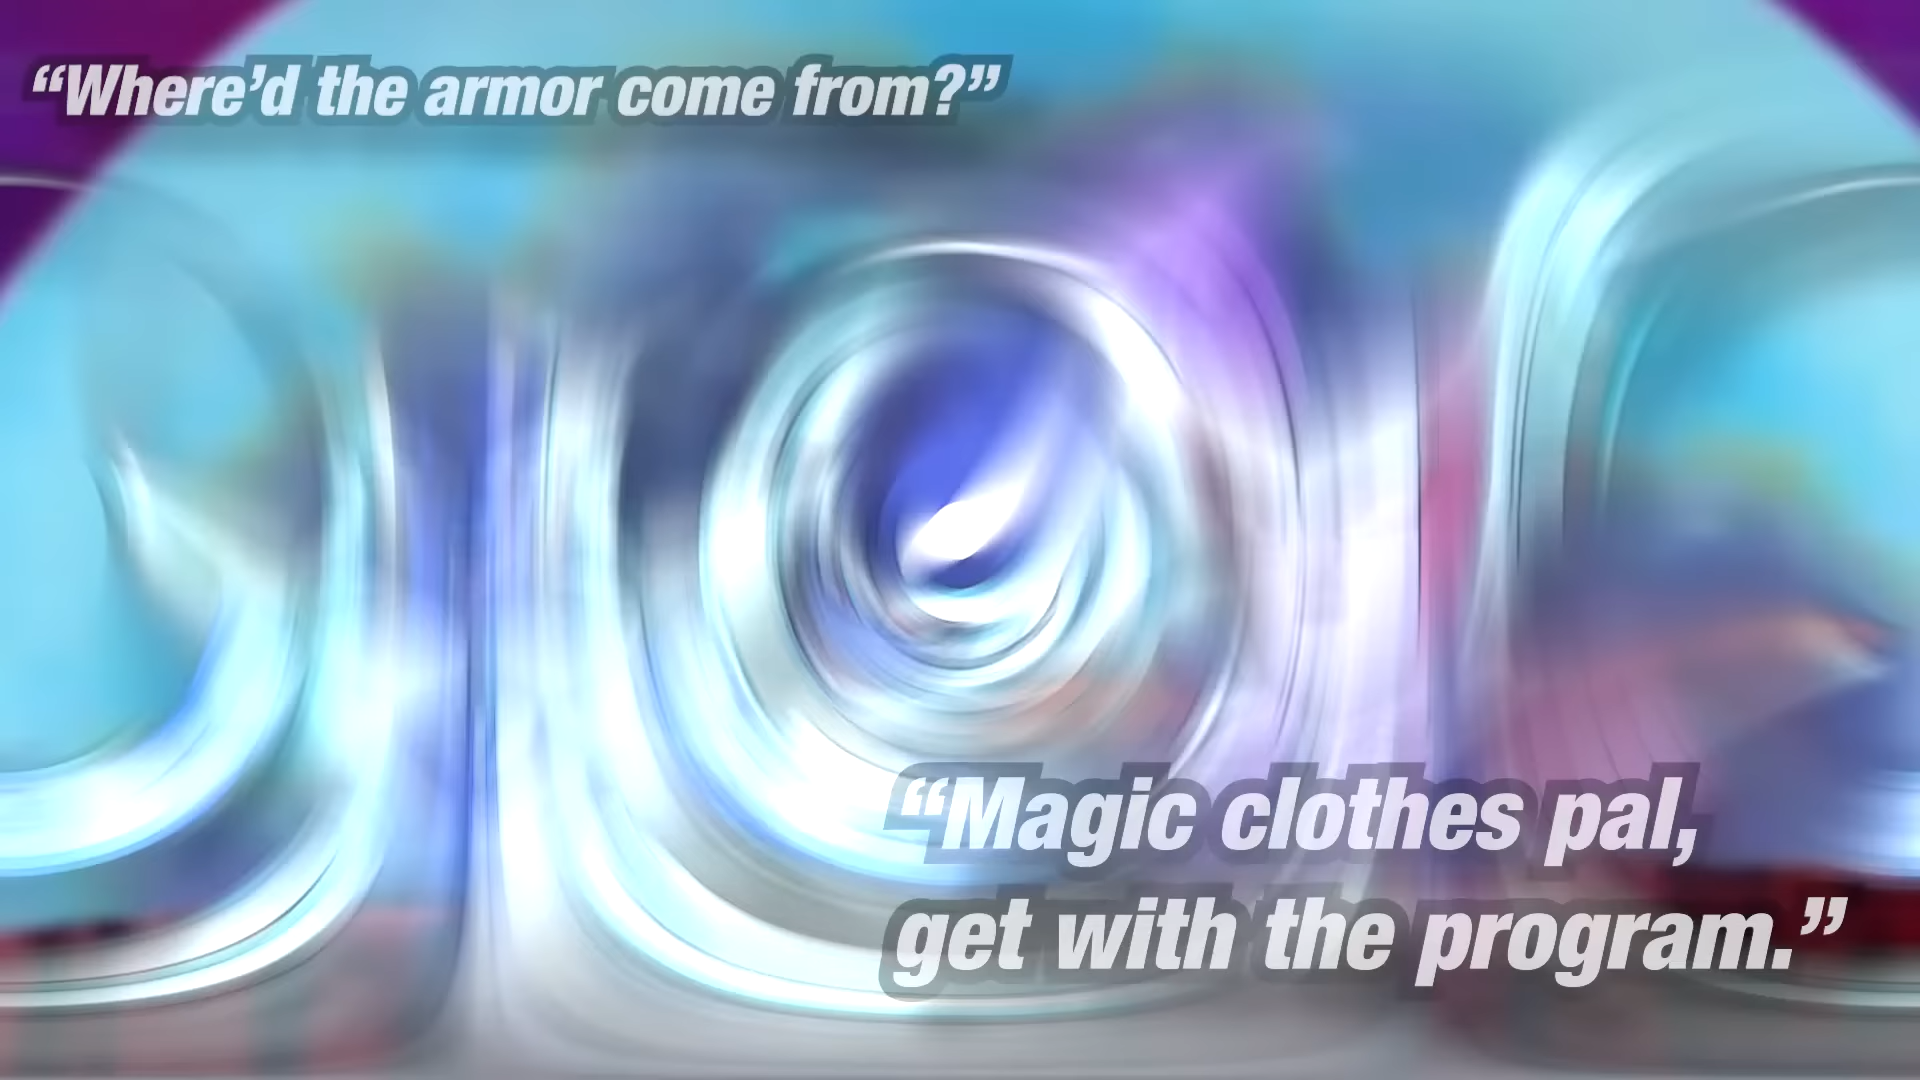 “Where’d the armor come from?”
“Magic clothes pal,
get with the program.”